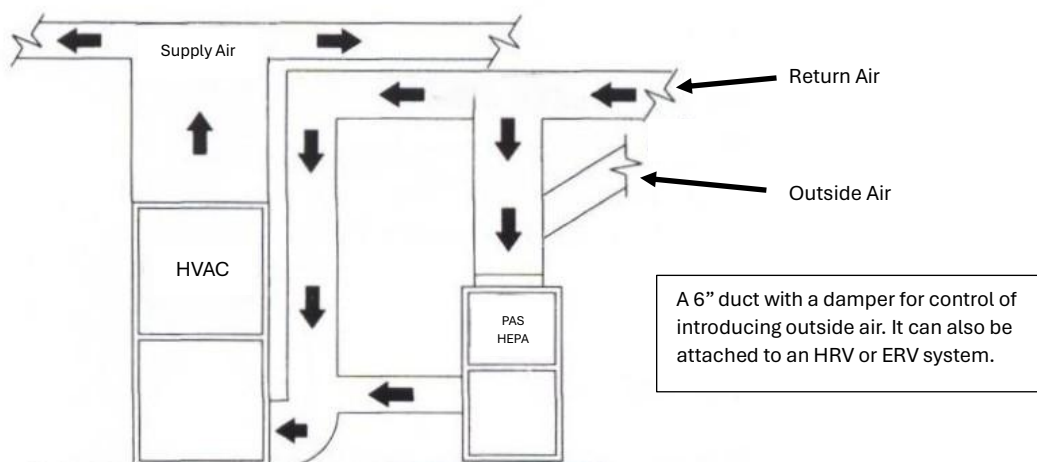 Supply Air
Return Air
Outside Air
HVAC
PAS
HEPA
A 6” duct with a damper for control of
introducing outside air. It can also be
attached to an HRV or ERV system.